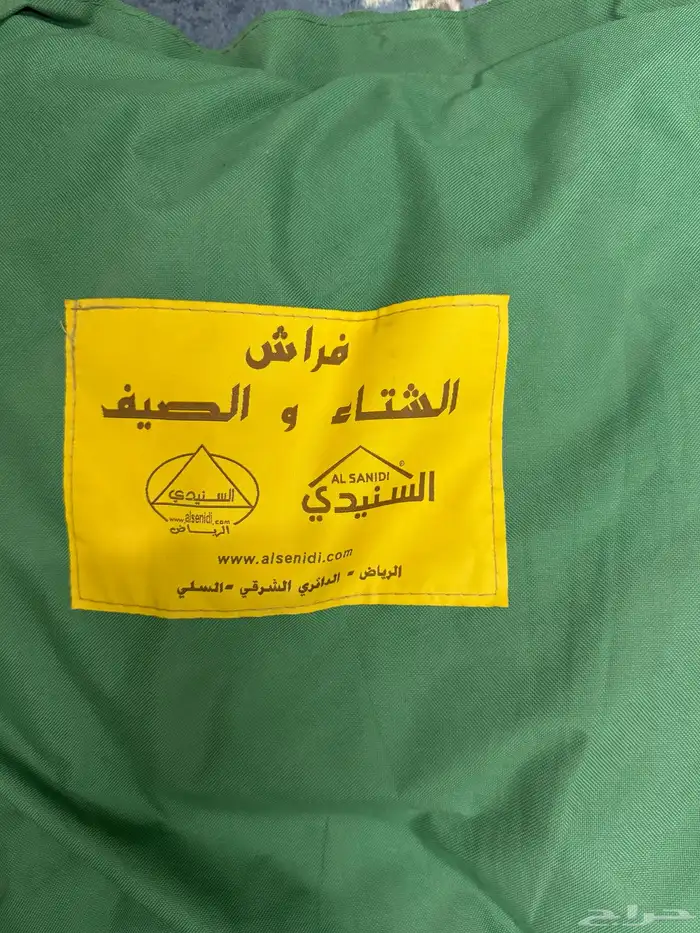 فراش
الشتاء و الصيف
AL SANIDI ©
السنيدي
السنيدي
www.alsenidi.com
الرياض
www.alsenidi.com
الرياض - الدائري الشرقي - السلي
حراج